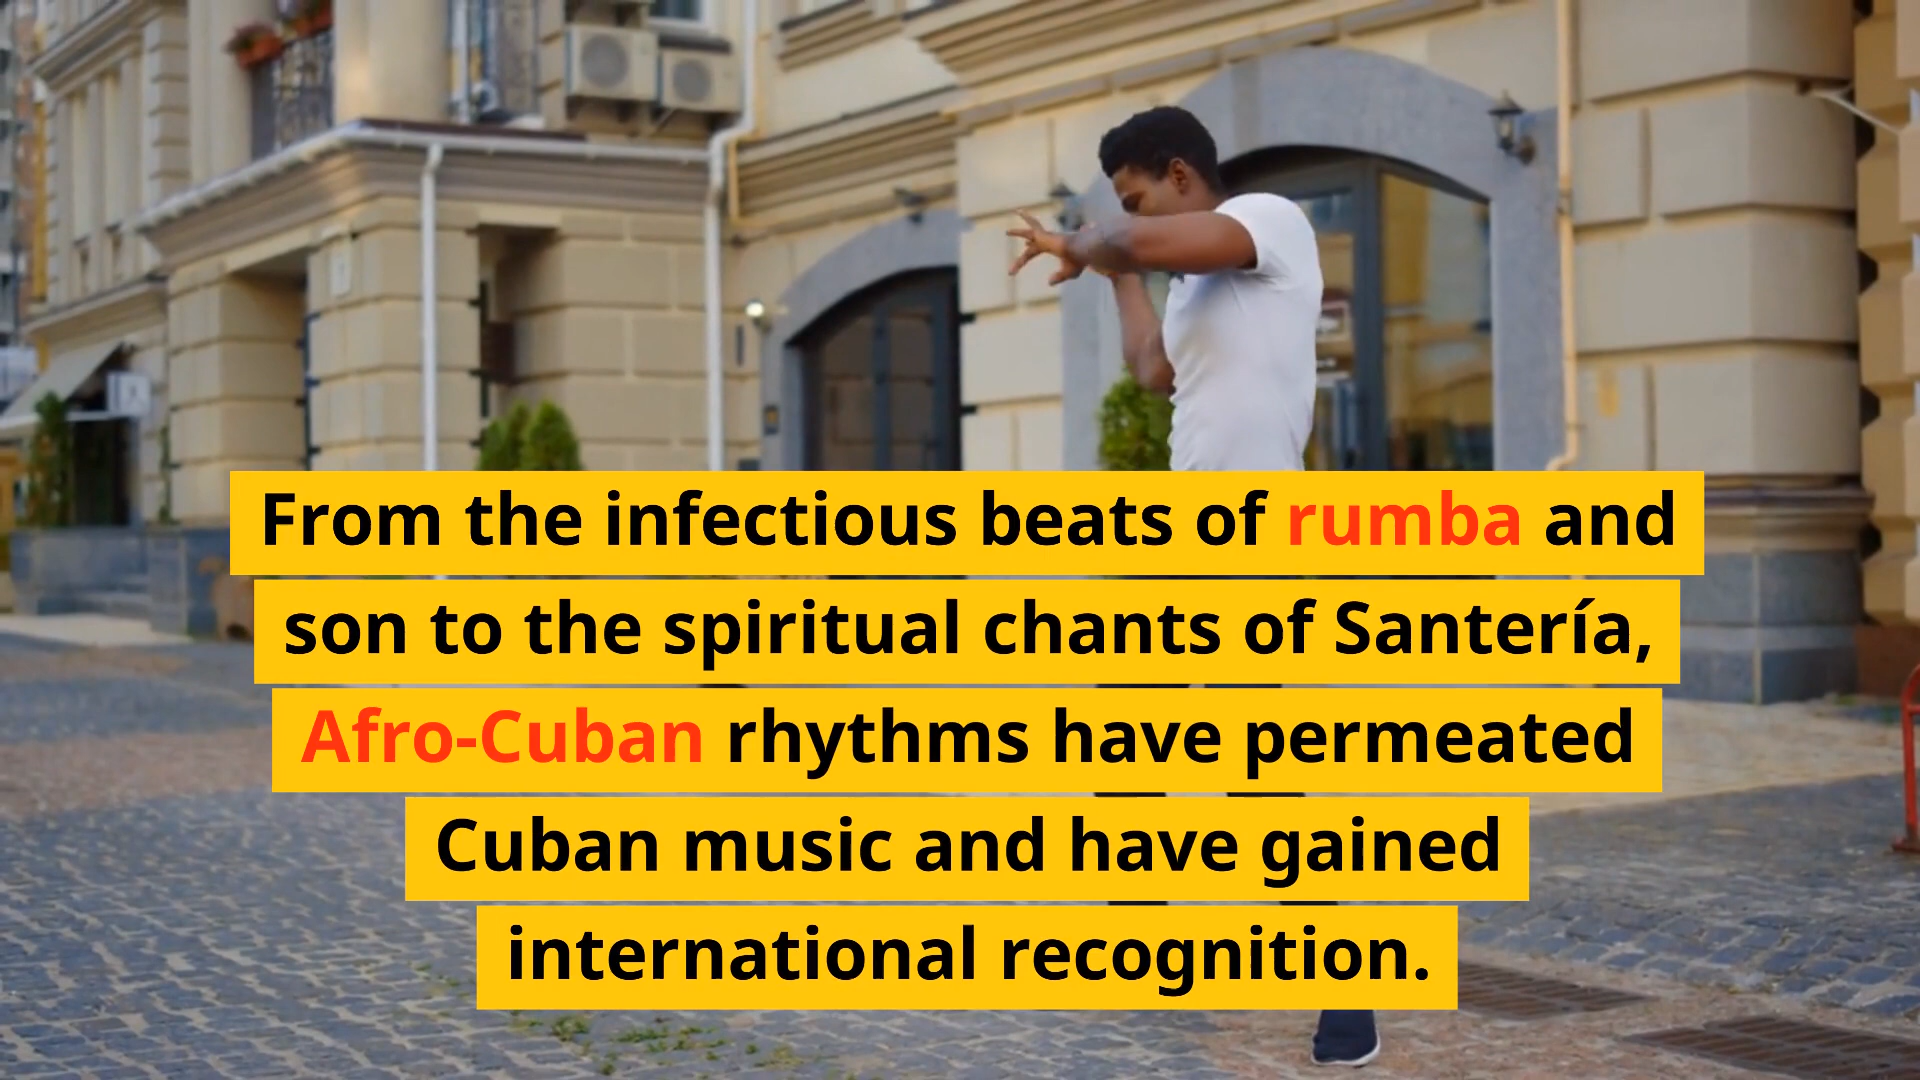 From the infectious beats of rumba and
son to the spiritual chants of Santería,
Afro-Cuban rhythms have permeated
Cuban music and have gained
international recognition.